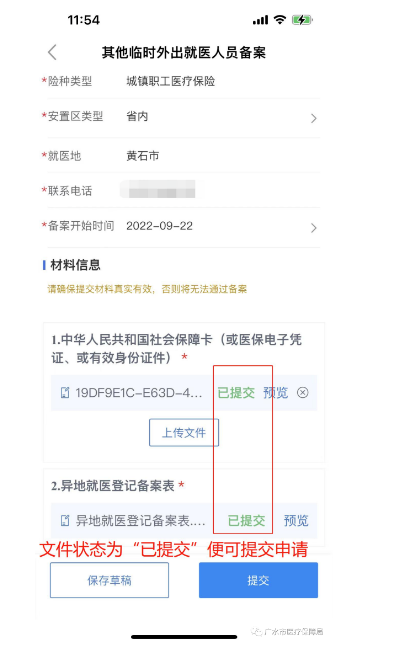 11:54
其他临时外出就医人员备案
*险种类型 城镇职工医疗保险
*安置区类型 省内
*就医地 黄石市
*联系电话
*备案开始时间 2022-09-22
材料信息
请确保提交材料真实有效，否则将无法通过备案
1.中华人民共和国社会保障卡（或医保电子凭
证、或有效身份证件）*
19DF9E1C-E63D-4... 已提交 预览
上传文件
2.异地就医登记备案表*
异地就医登记备案表.... 已提交 预览
文件状态为“已提交”便可提交申请
保存草稿 提交
广水市医疗保障局